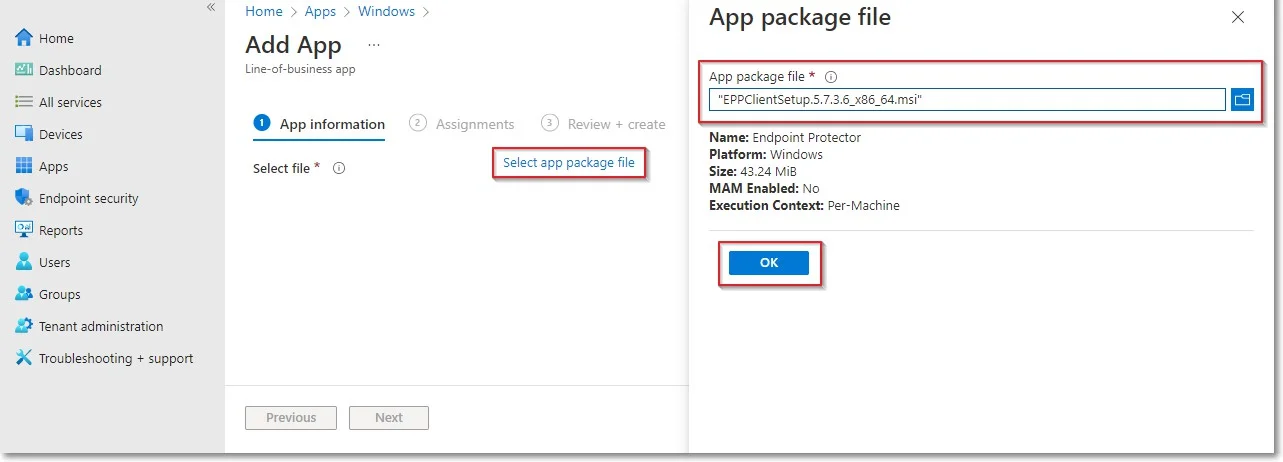 «
Home
Dashboard
All services
Devices
Apps
Endpoint security
Reports
Users
Groups
Tenant administration
Troubleshooting + support
Home > Apps > Windows >
Add App ...
Line-of-business app
1 App information 2 Assignments 3 Review + create
Select file * Select app package file
Previous Next
App package file
App package file *
"EPPClientSetup.5.7.3.6_x86_64.msi"
Name: Endpoint Protector
Platform: Windows
Size: 43.24 MiB
MAM Enabled: No
Execution Context: Per-Machine
OK